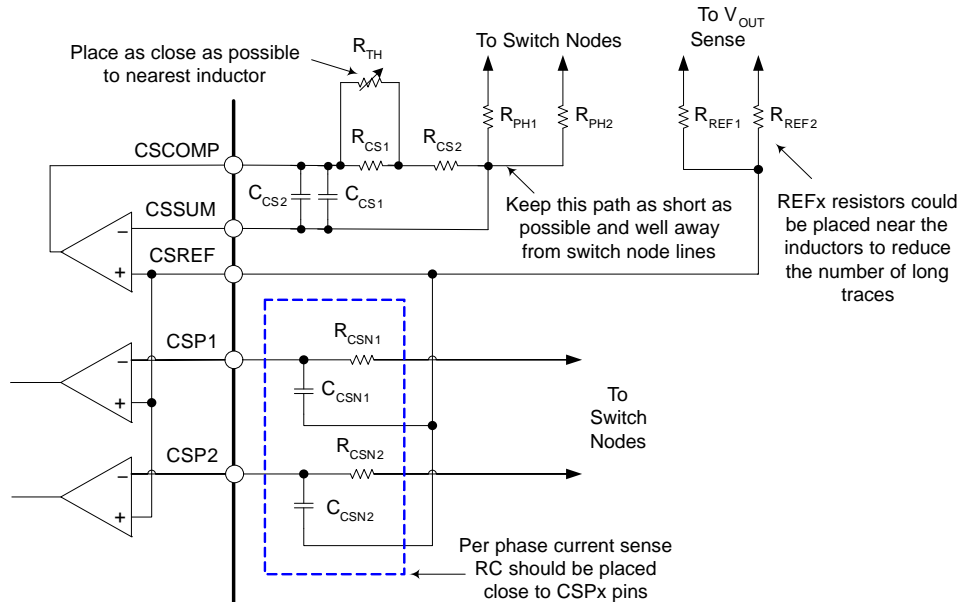 To V_OUT
Sense
To Switch Nodes
Place as close as possible
to nearest inductor
R_TH
R_PH1
R_PH2
R_REF1
R_REF2
R_CS1
R_CS2
CSCOMP
C_CS2
C_CS1
CSSUM
Keep this path as short as
possible and well away
from switch node lines
REFx resistors could
be placed near the
inductors to reduce
the number of long
traces
–
+
CSREF
CSP1
R_CSN1
–
+
C_CSN1
To
Switch
Nodes
CSP2
R_CSN2
–
+
C_CSN2
Per phase current sense
RC should be placed
close to CSPx pins